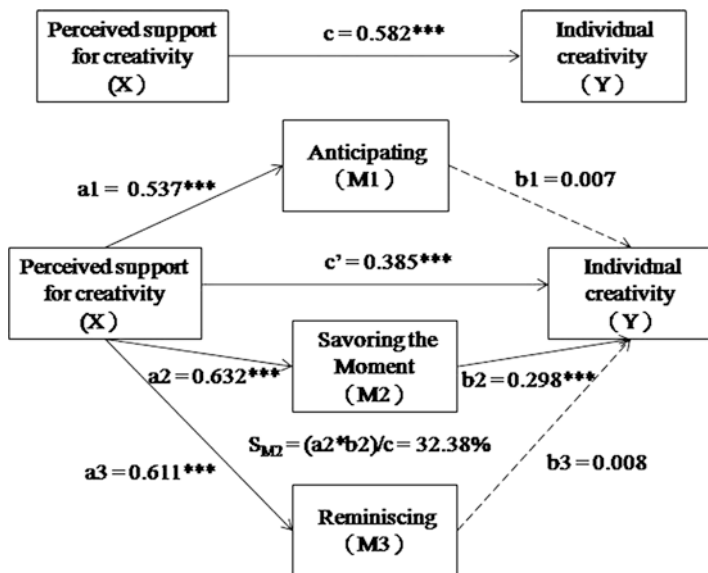 Perceived support
for creativity
(X)
c = 0.582***
Individual
creativity
(Y)
Anticipating
(M1)
a1 = 0.537***
b1 = 0.007
Perceived support
for creativity
(X)
c’ = 0.385***
Individual
creativity
(Y)
Savoring the
Moment
(M2)
a2 = 0.632***
b2 = 0.298***
S_M2 = (a2*b2)/c = 32.38%
a3 = 0.611***
b3 = 0.008
Reminiscing
(M3)